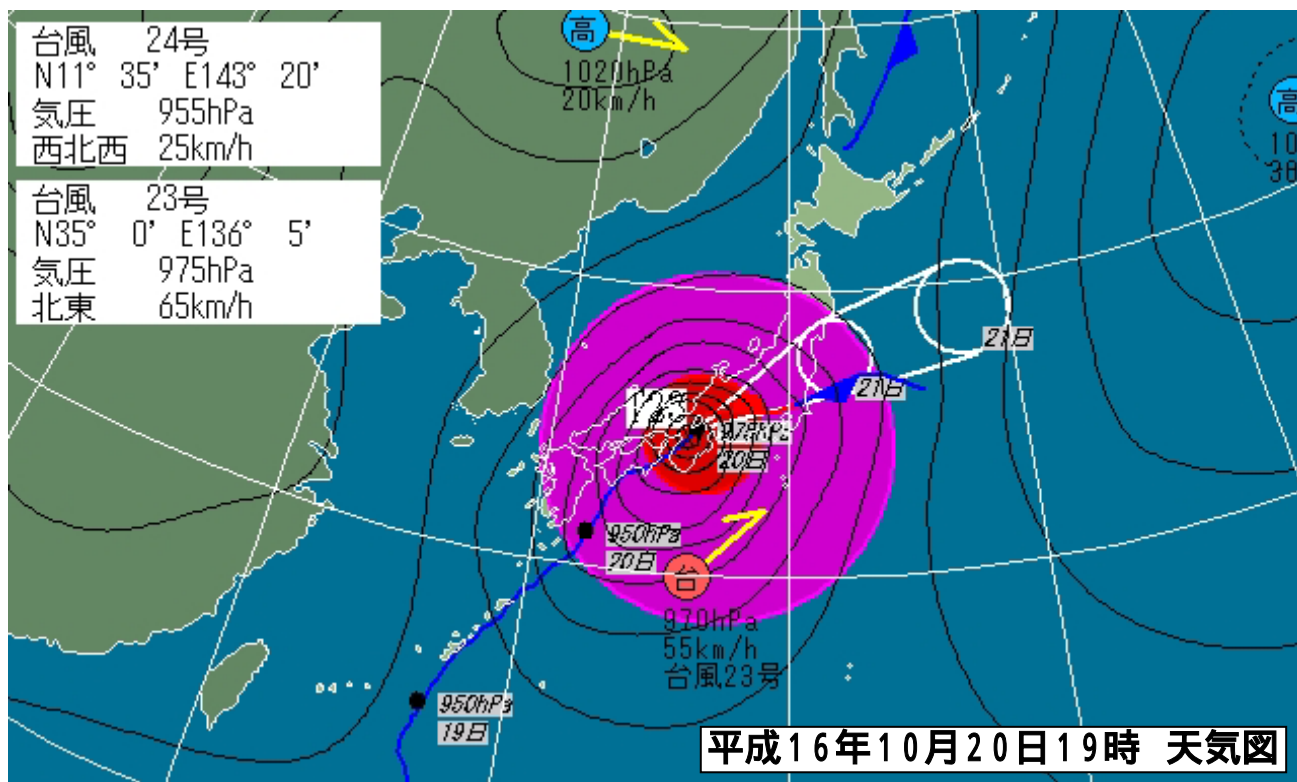 台風 24号
N11° 35' E143° 20'
気圧 955hPa
西北西 25km/h
台風 23号
N35° 0' E136° 5'
気圧 975hPa
北東 65km/h
高
1020hPa
20km/h
高
21日
21日
975hPa
20日
950hPa
20日
台
970hPa
55km/h
台風23号
950hPa
19日
平成16年10月20日19時 天気図